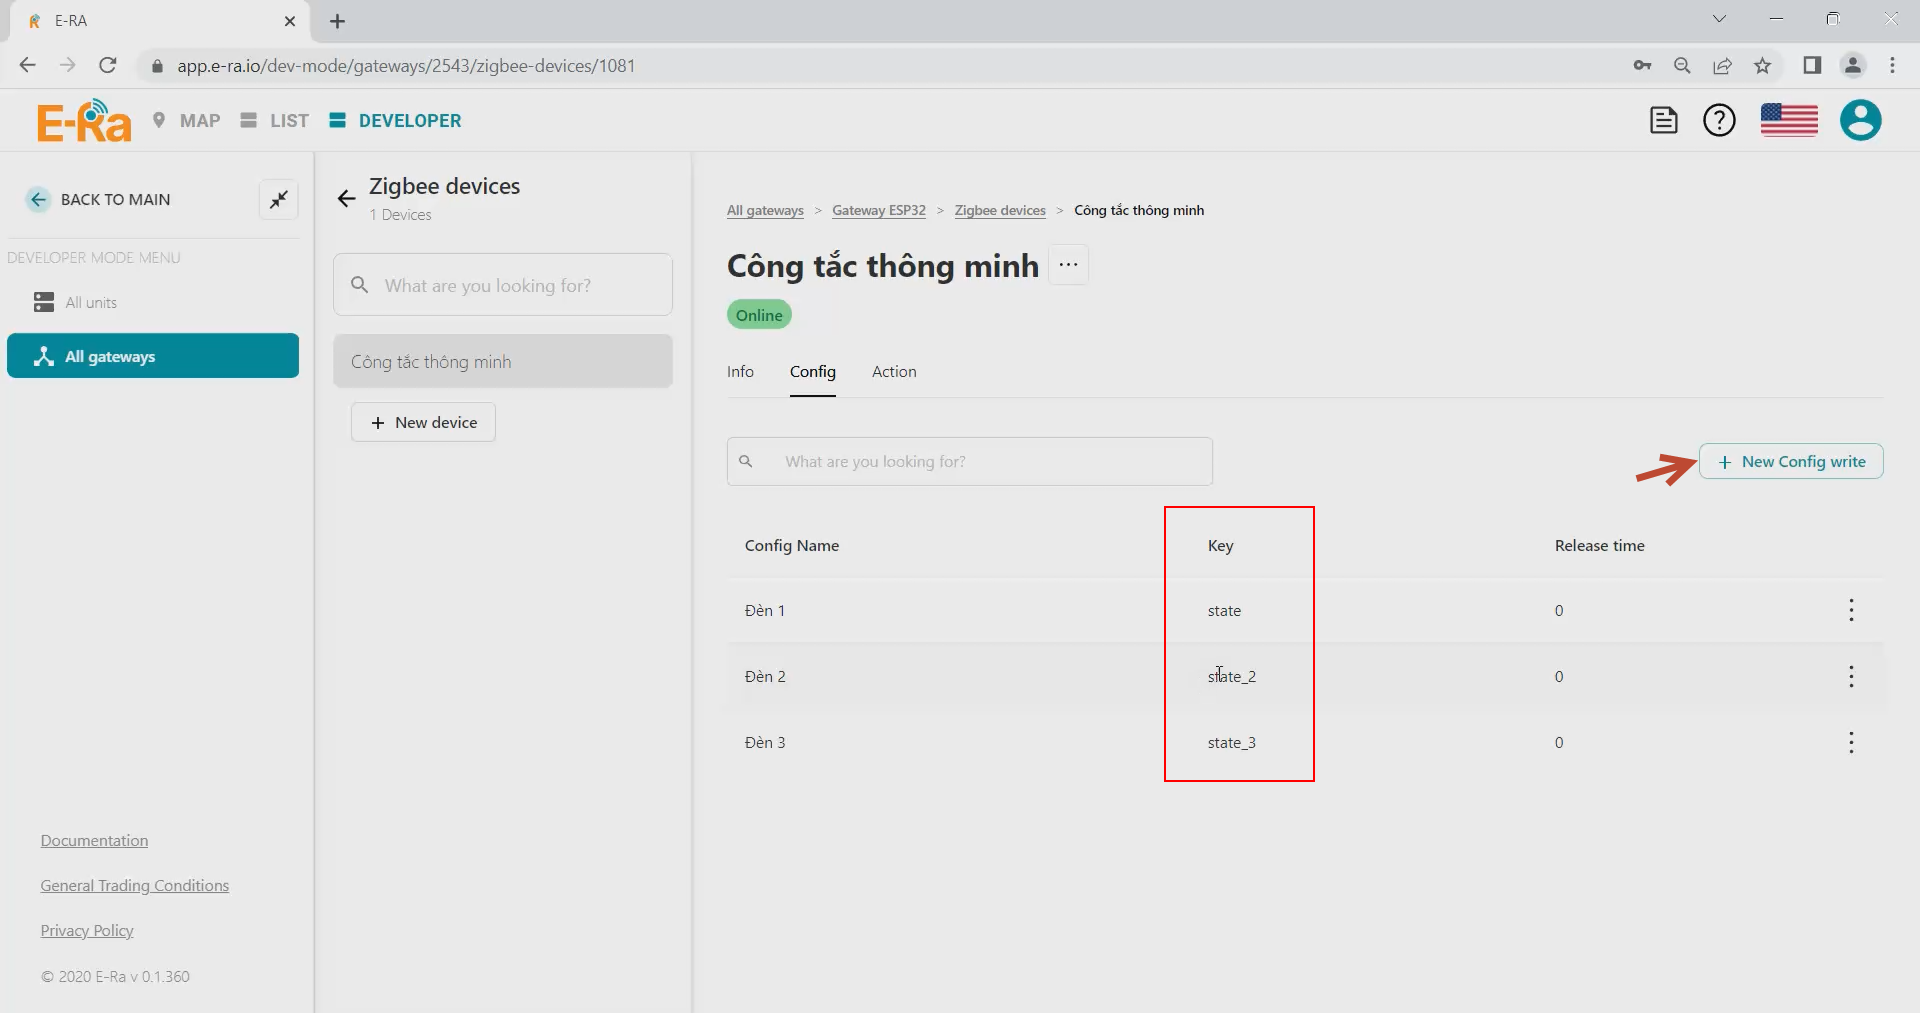 E-RA
app.e-ra.io/dev-mode/gateways/2543/zigbee-devices/1081
E-Ra MAP LIST DEVELOPER
BACK TO MAIN
DEVELOPER MODE MENU
All units
All gateways
Documentation
General Trading Conditions
Privacy Policy
© 2020 E-Ra v 0.1.360
Zigbee devices
1 Devices
What are you looking for?
Công tắc thông minh
+ New device
All gateways > Gateway ESP32 > Zigbee devices > Công tắc thông minh
Công tắc thông minh ...
Online
Info Config Action
What are you looking for?
+ New Config write
Config Name Key Release time
Đèn 1 state 0
Đèn 2 state_2 0
Đèn 3 state_3 0